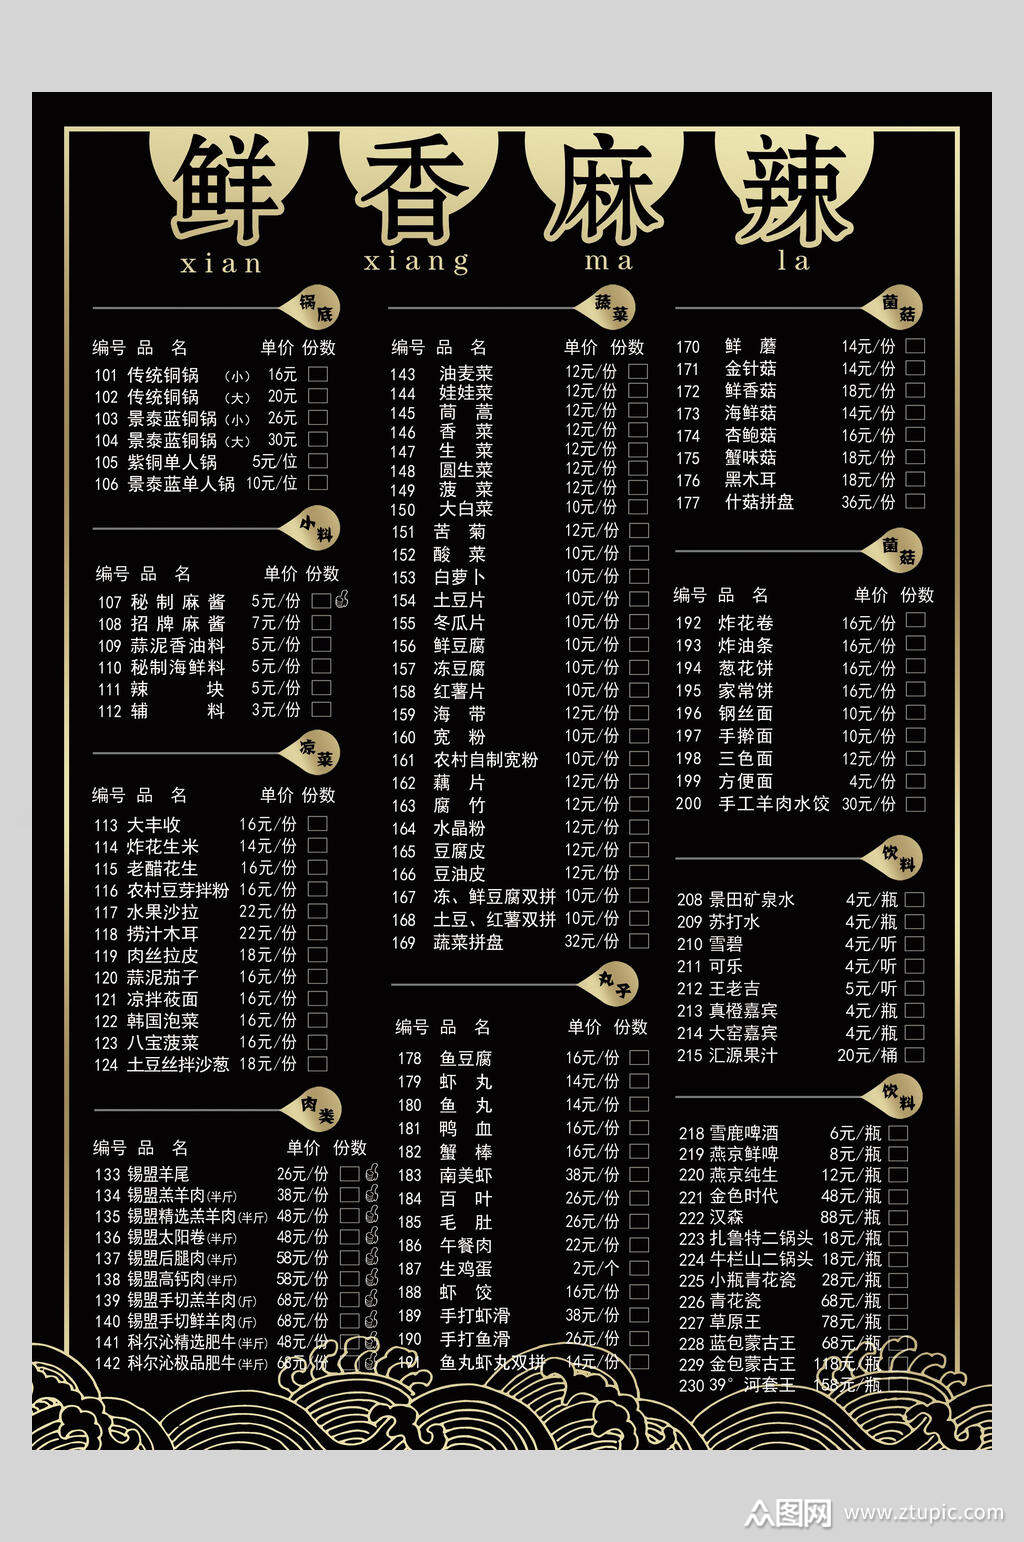 鲜 香 麻 辣
xian xiang ma la
锅底
编号 品 名 单价 份数
101 传统铜锅 （小） 16元
102 传统铜锅 （大） 20元
103 景泰蓝铜锅（小） 26元
104 景泰蓝铜锅（大） 30元
105 紫铜单人锅 5元/位
106 景泰蓝单人锅 10元/位
小料
编号 品 名 单价 份数
107 秘制麻酱 5元/份
108 招牌麻酱 7元/份
109 蒜泥香油料 5元/份
110 秘制海鲜料 5元/份
111 辣 块 5元/份
112 辅 料 3元/份
凉菜
编号 品 名 单价 份数
113 大丰收 16元/份
114 炸花生米 14元/份
115 老醋花生 16元/份
116 农村豆芽拌粉 16元/份
117 水果沙拉 22元/份
118 捞汁木耳 22元/份
119 肉丝拉皮 18元/份
120 蒜泥茄子 16元/份
121 凉拌莜面 16元/份
122 韩国泡菜 16元/份
123 八宝菠菜 16元/份
124 土豆丝拌沙葱 18元/份
肉类
编号 品 名 单价 份数
133 锡盟羊尾 26元/份
134 锡盟羔羊肉(半斤) 38元/份
135 锡盟精选羔羊肉(半斤) 48元/份
136 锡盟太阳卷(半斤) 48元/份
137 锡盟后腿肉(半斤) 58元/份
138 锡盟高钙肉(半斤) 58元/份
139 锡盟手切羔羊肉(斤) 68元/份
140 锡盟手切鲜羊肉(斤) 68元/份
141 科尔沁精选肥牛(半斤) 48元/份
142 科尔沁极品肥牛(半斤) 68元/份
蔬菜
编号 品 名 单价 份数
143 油麦菜 12元/份
144 娃娃菜 12元/份
145 茼 蒿 12元/份
146 香 菜 12元/份
147 生 菜 12元/份
148 圆生菜 12元/份
149 菠 菜 12元/份
150 大白菜 10元/份
151 苦 菊 12元/份
152 酸 菜 10元/份
153 白萝卜 10元/份
154 土豆片 10元/份
155 冬瓜片 10元/份
156 鲜豆腐 10元/份
157 冻豆腐 10元/份
158 红薯片 10元/份
159 海 带 12元/份
160 宽 粉 10元/份
161 农村自制宽粉 10元/份
162 藕 片 12元/份
163 腐 竹 12元/份
164 水晶粉 12元/份
165 豆腐皮 12元/份
166 豆油皮 12元/份
167 冻、鲜豆腐双拼 10元/份
168 土豆、红薯双拼 10元/份
169 蔬菜拼盘 32元/份
丸子
编号 品 名 单价 份数
178 鱼豆腐 16元/份
179 虾 丸 14元/份
180 鱼 丸 14元/份
181 鸭 血 16元/份
182 蟹 棒 16元/份
183 南美虾 38元/份
184 百 叶 26元/份
185 毛 肚 26元/份
186 午餐肉 22元/份
187 生鸡蛋 2元/个
188 虾 饺 16元/份
189 手打虾滑 38元/份
190 手打鱼滑 26元/份
191 鱼丸虾丸双拼 14元/份
菌菇
170 鲜 蘑 14元/份
171 金针菇 14元/份
172 鲜香菇 18元/份
173 海鲜菇 14元/份
174 杏鲍菇 16元/份
175 蟹味菇 18元/份
176 黑木耳 18元/份
177 什菇拼盘 36元/份
菌菇
编号 品 名 单价 份数
192 炸花卷 16元/份
193 炸油条 16元/份
194 葱花饼 16元/份
195 家常饼 16元/份
196 钢丝面 10元/份
197 手擀面 10元/份
198 三色面 12元/份
199 方便面 4元/份
200 手工羊肉水饺 30元/份
饮料
208 景田矿泉水 4元/瓶
209 苏打水 4元/瓶
210 雪碧 4元/听
211 可乐 4元/听
212 王老吉 5元/听
213 真橙嘉宾 4元/瓶
214 大窑嘉宾 4元/瓶
215 汇源果汁 20元/桶
饮料
218 雪鹿啤酒 6元/瓶
219 燕京鲜啤 8元/瓶
220 燕京纯生 12元/瓶
221 金色时代 48元/瓶
222 汉森 88元/瓶
223 扎鲁特二锅头 18元/瓶
224 牛栏山二锅头 18元/瓶
225 小瓶青花瓷 28元/瓶
226 青花瓷 68元/瓶
227 草原王 78元/瓶
228 蓝包蒙古王 68元/瓶
229 金包蒙古王 118元/瓶
230 39°河套王 158元/瓶
众图网 www.ztupic.com